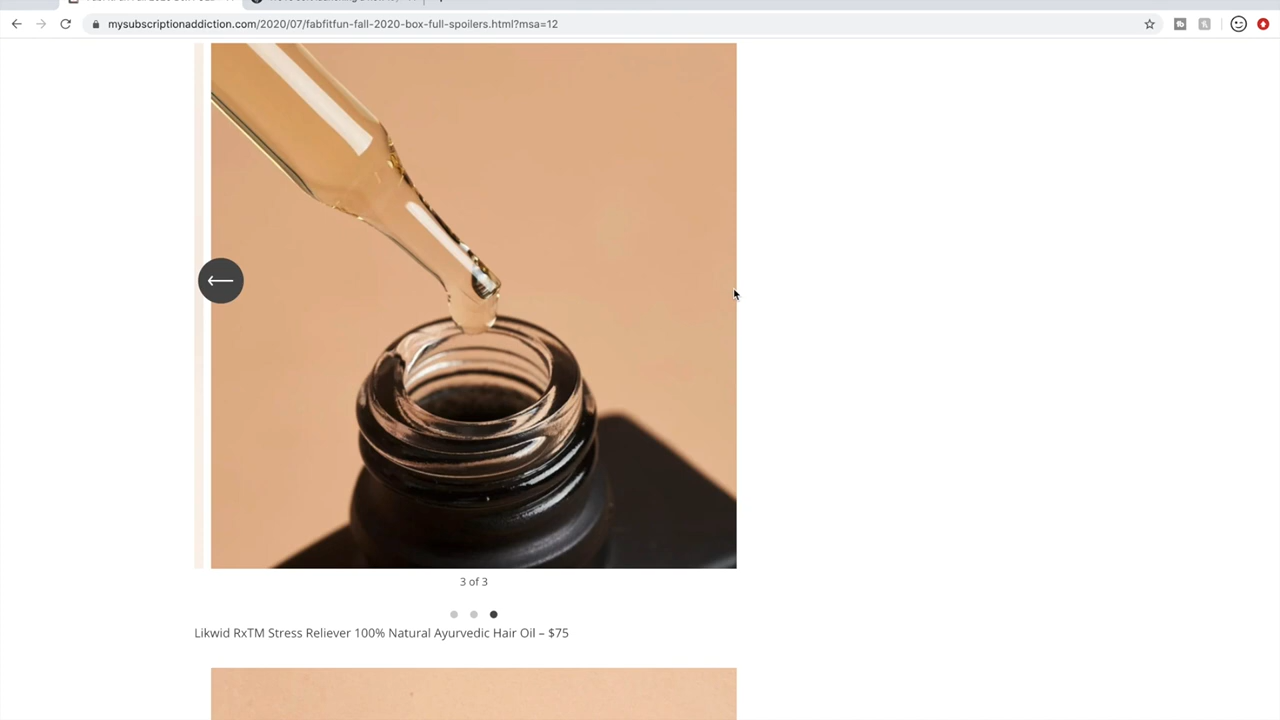 mysubscriptionaddiction.com/2020/07/fabfitfun-fall-2020-box-full-spoilers.html?msa=12
3 of 3
Likwid RxTM Stress Reliever 100% Natural Ayurvedic Hair Oil – $75